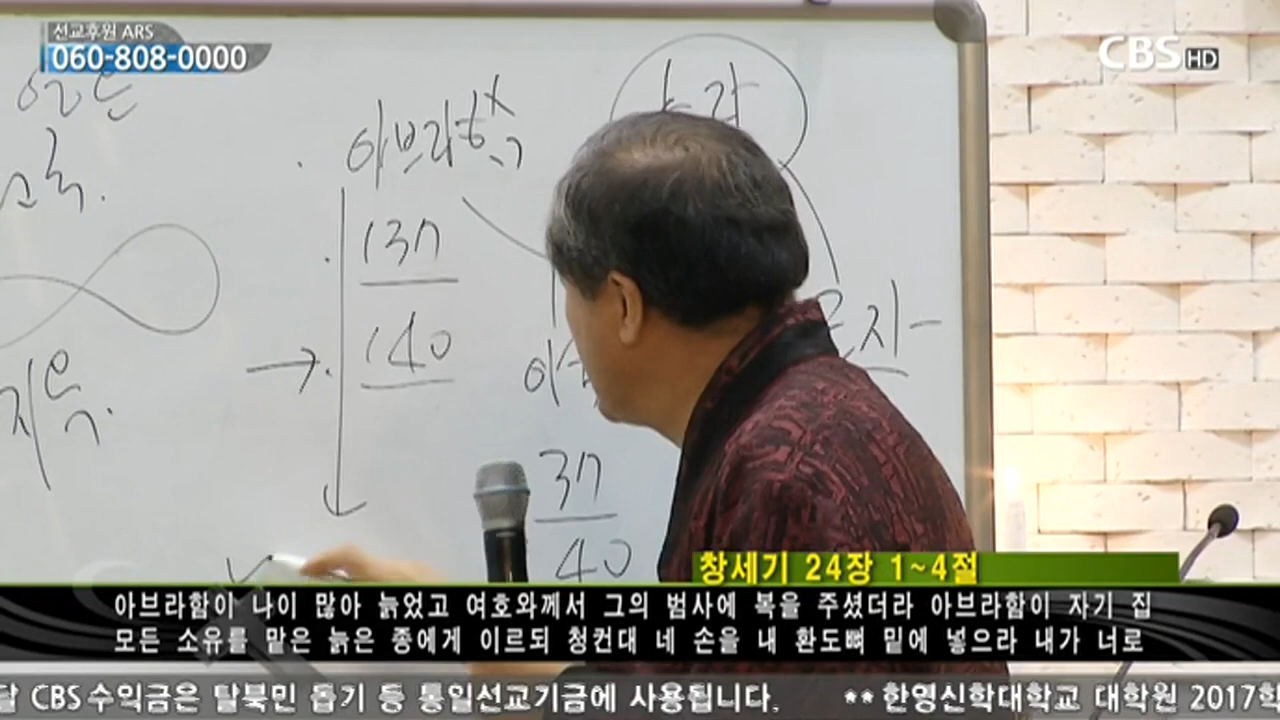 선교후원 ARS
060-808-0000
CBS HD
아브라함
137
140
지옥.
37
40
창세기 24장 1~4절
아브라함이 나이 많아 늙었고 여호와께서 그의 범사에 복을 주셨더라 아브라함이 자기 집
모든 소유를 맡은 늙은 종에게 이르되 청컨대 네 손을 내 환도뼈 밑에 넣으라 내가 너로
달 CBS 수익금은 탈북민 돕기 등 통일선교기금에 사용됩니다. **한영신학대학교 대학원 2017학